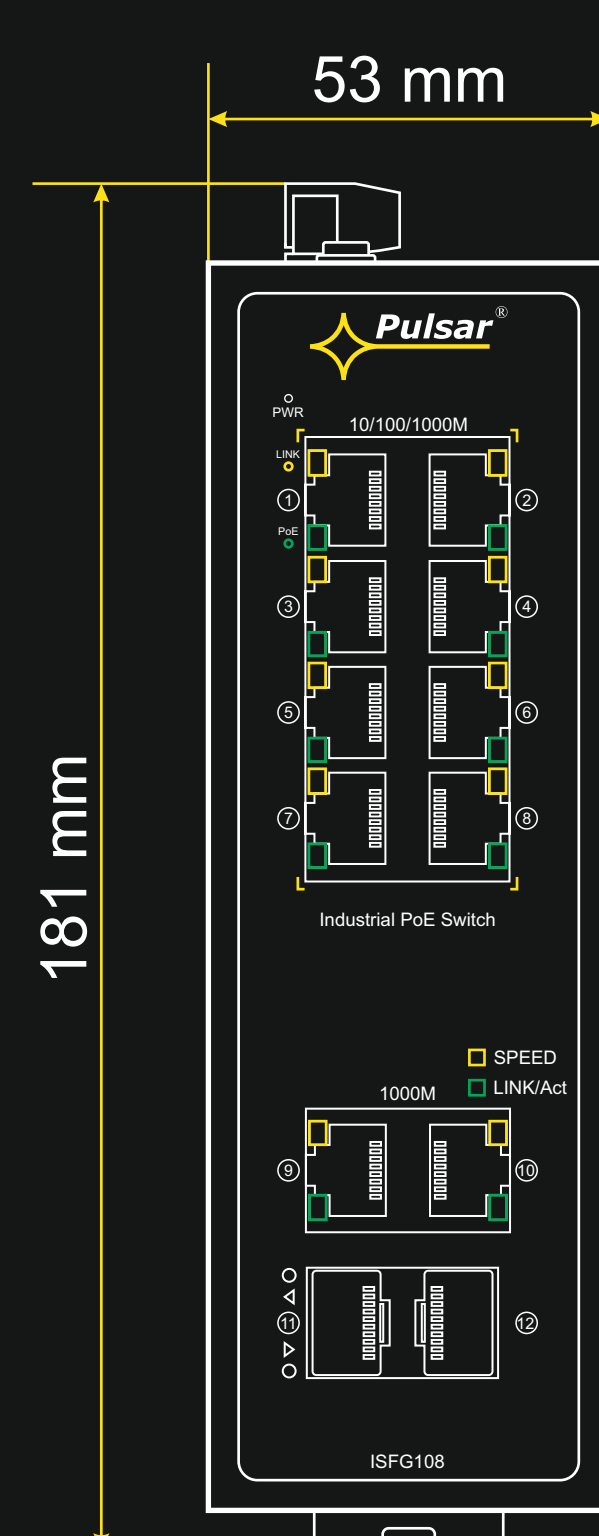 53 mm
181 mm
Pulsar®
PWR
10/100/1000M
LINK
1
2
PoE
3
4
5
6
7
8
Industrial PoE Switch
SPEED
LINK/Act
1000M
9
10
11
12
ISFG108